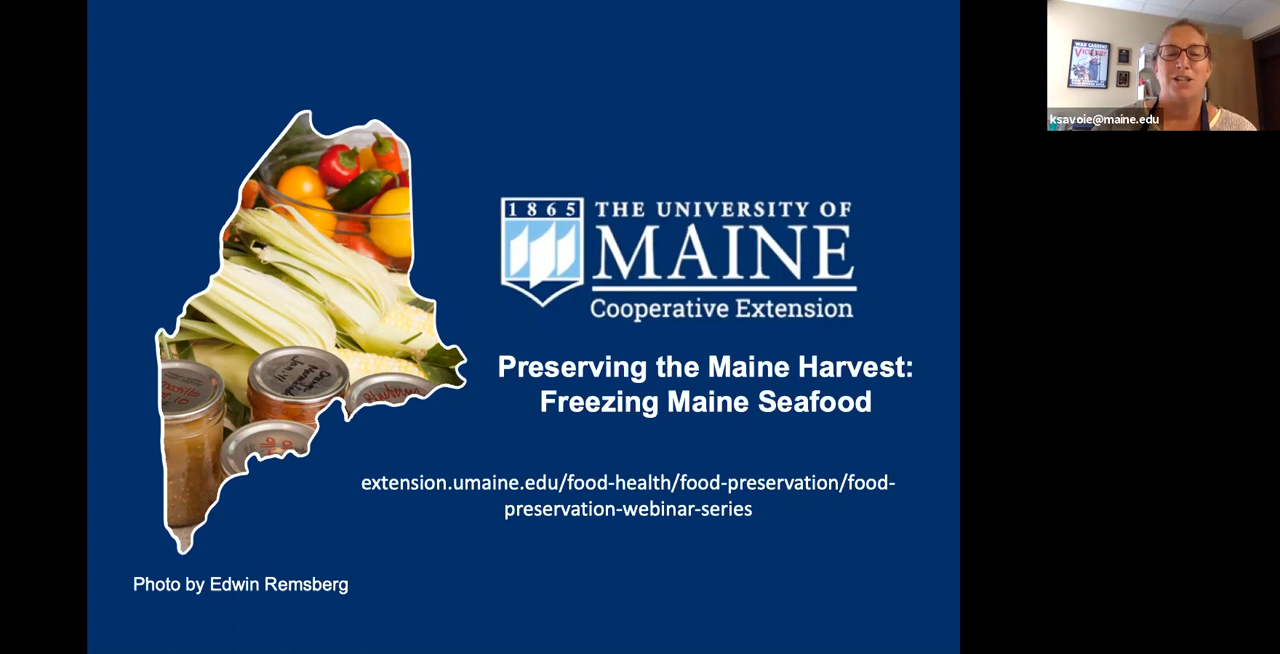 ksavoie@maine.edu
1865
THE UNIVERSITY OF
MAINE
Cooperative Extension
Preserving the Maine Harvest:
Freezing Maine Seafood
extension.umaine.edu/food-health/food-preservation/food-
preservation-webinar-series
Photo by Edwin Remsberg